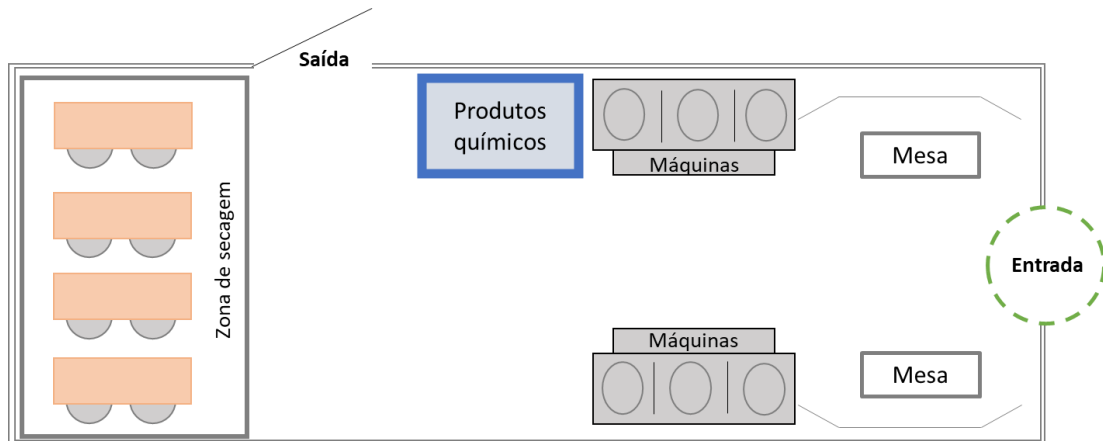 Saída
Produtos
químicos
Máquinas
Mesa
Zona de secagem
Entrada
Máquinas
Mesa